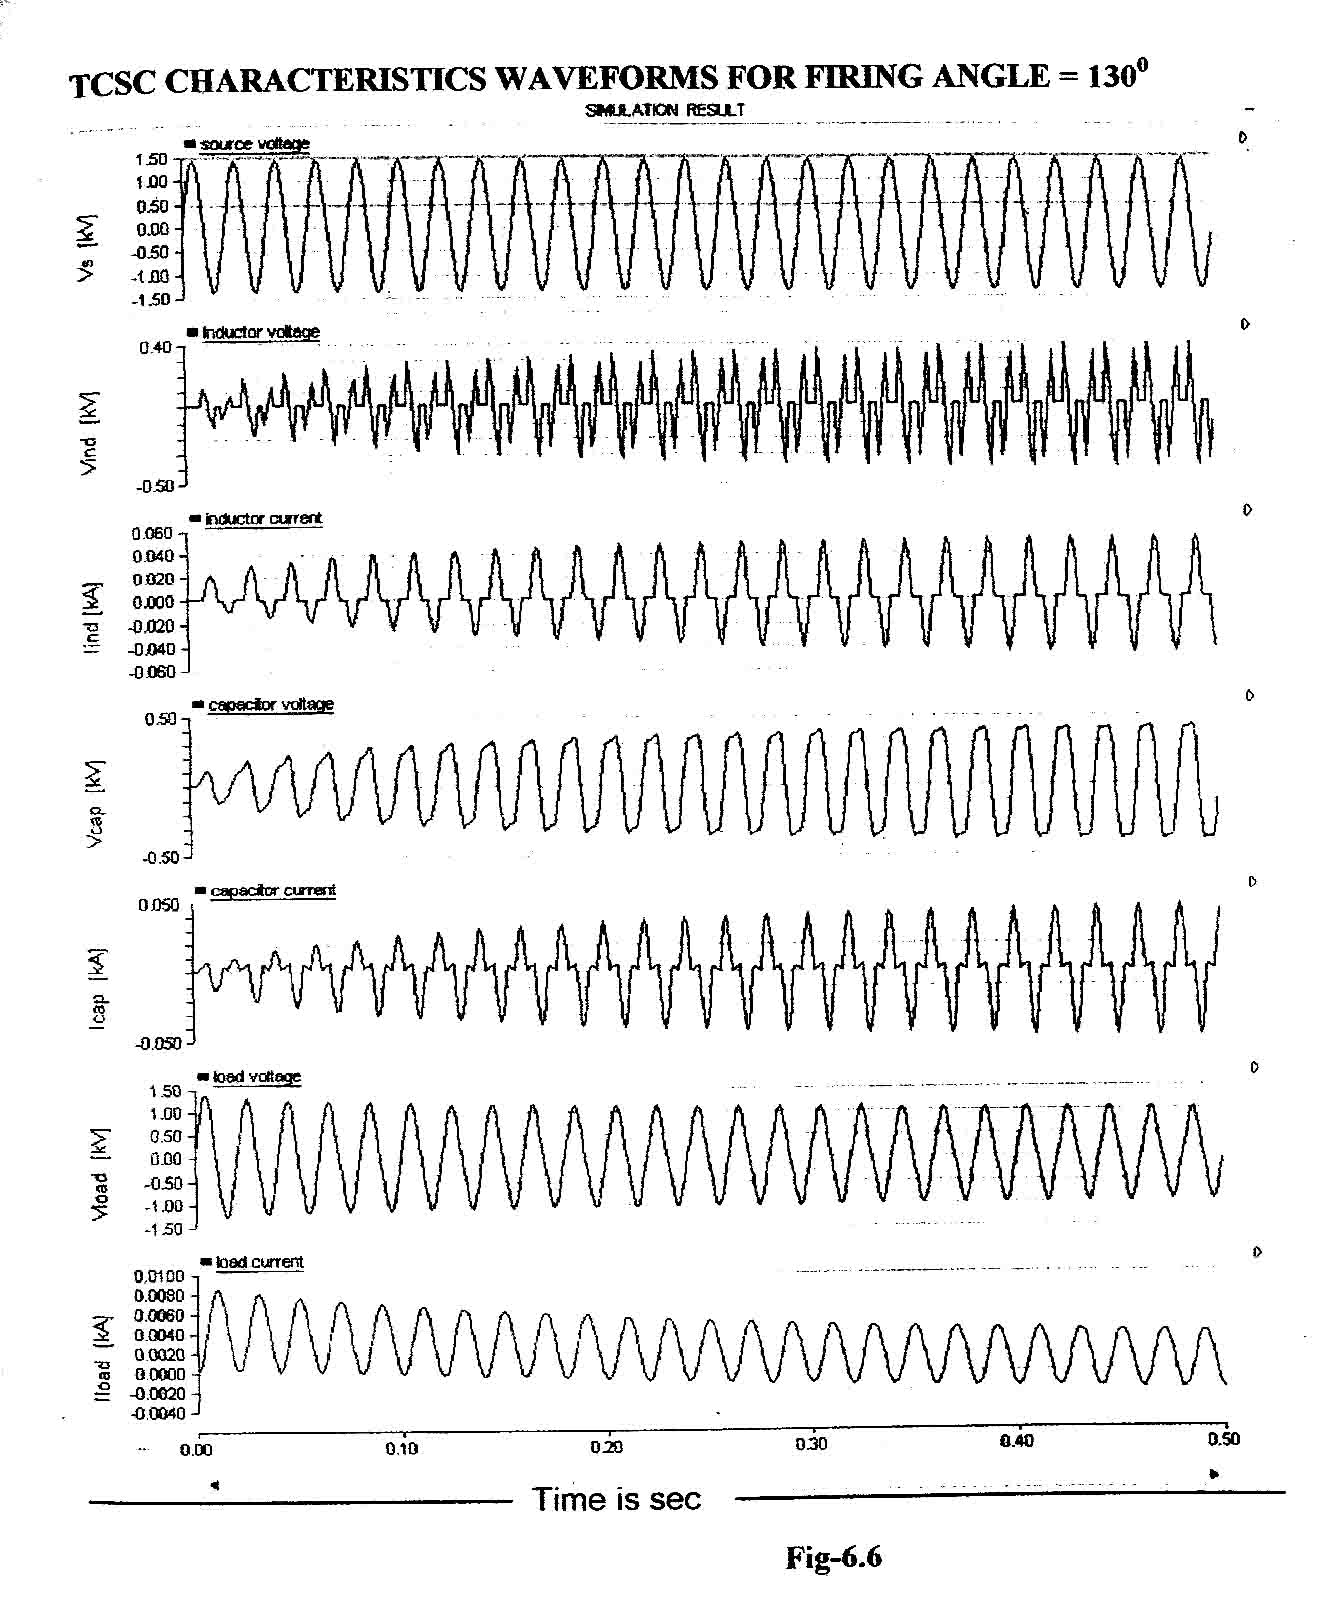 TCSC CHARACTERISTICS WAVEFORMS FOR FIRING ANGLE = 130⁰
SIMULATION RESULT
source voltage
1.50
1.00
0.50
0.00
-0.50
-1.00
-1.50
Vs [kV]
inductor voltage
0.40
-0.50
Vind [kV]
inductor current
0.060
0.040
0.020
0.000
-0.020
-0.040
-0.060
Iind [kA]
capacitor voltage
0.50
-0.50
Vcap [kV]
capacitor current
0.050
-0.050
Icap [kA]
load voltage
1.50
1.00
0.50
0.00
-0.50
-1.00
-1.50
Vload [kV]
load current
0.0100
0.0080
0.0060
0.0040
0.0020
0.0000
-0.0020
-0.0040
Iload [kA]
0.00 0.10 0.20 0.30 0.40 0.50
Time is sec
Fig-6.6